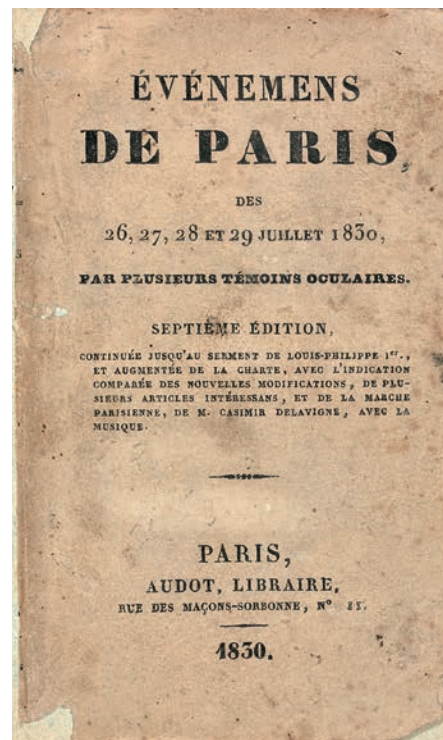 ÉVÉNEMENS
DE PARIS,
DES
26, 27, 28 ET 29 JUILLET 1830,
PAR PLUSIEURS TÉMOINS OCULAIRES.
SEPTIÈME ÉDITION,
CONTINUÉE JUSQU'AU SERMENT DE LOUIS-PHILIPPE Ier.,
ET AUGMENTÉE DE LA CHARTE, AVEC L'INDICATION
COMPARÉE DES NOUVELLES MODIFICATIONS, DE PLU-
SIEURS ARTICLES INTÉRESSANS, ET DE LA MARCHE
PARISIENNE, DE M. CASIMIR DELAVIGNE, AVEC LA
MUSIQUE.
PARIS,
AUDOT, LIBRAIRE,
RUE DES MAÇONS-SORBONNE, No
1830.